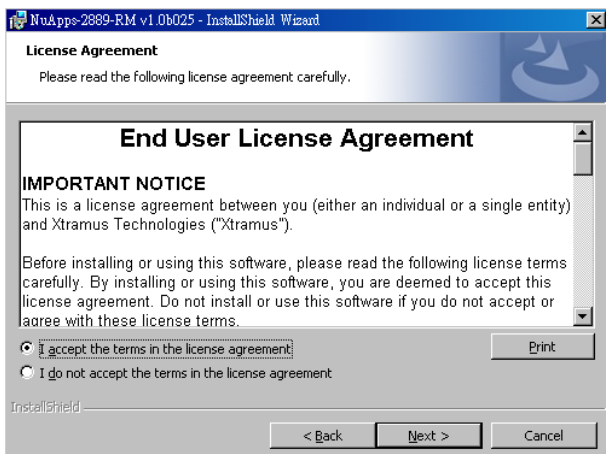 NuApps-2889-RM v1.0b025 - InstallShield Wizard
License Agreement
Please read the following license agreement carefully.
End User License Agreement
IMPORTANT NOTICE
This is a license agreement between you (either an individual or a single entity)
and Xtramus Technologies ("Xtramus").
Before installing or using this software, please read the following license terms
carefully. By installing or using this software, you are deemed to accept this
license agreement. Do not install or use this software if you do not accept or
agree with these license terms.
I accept the terms in the license agreement
Print
I do not accept the terms in the license agreement
InstallShield
< Back
Next >
Cancel